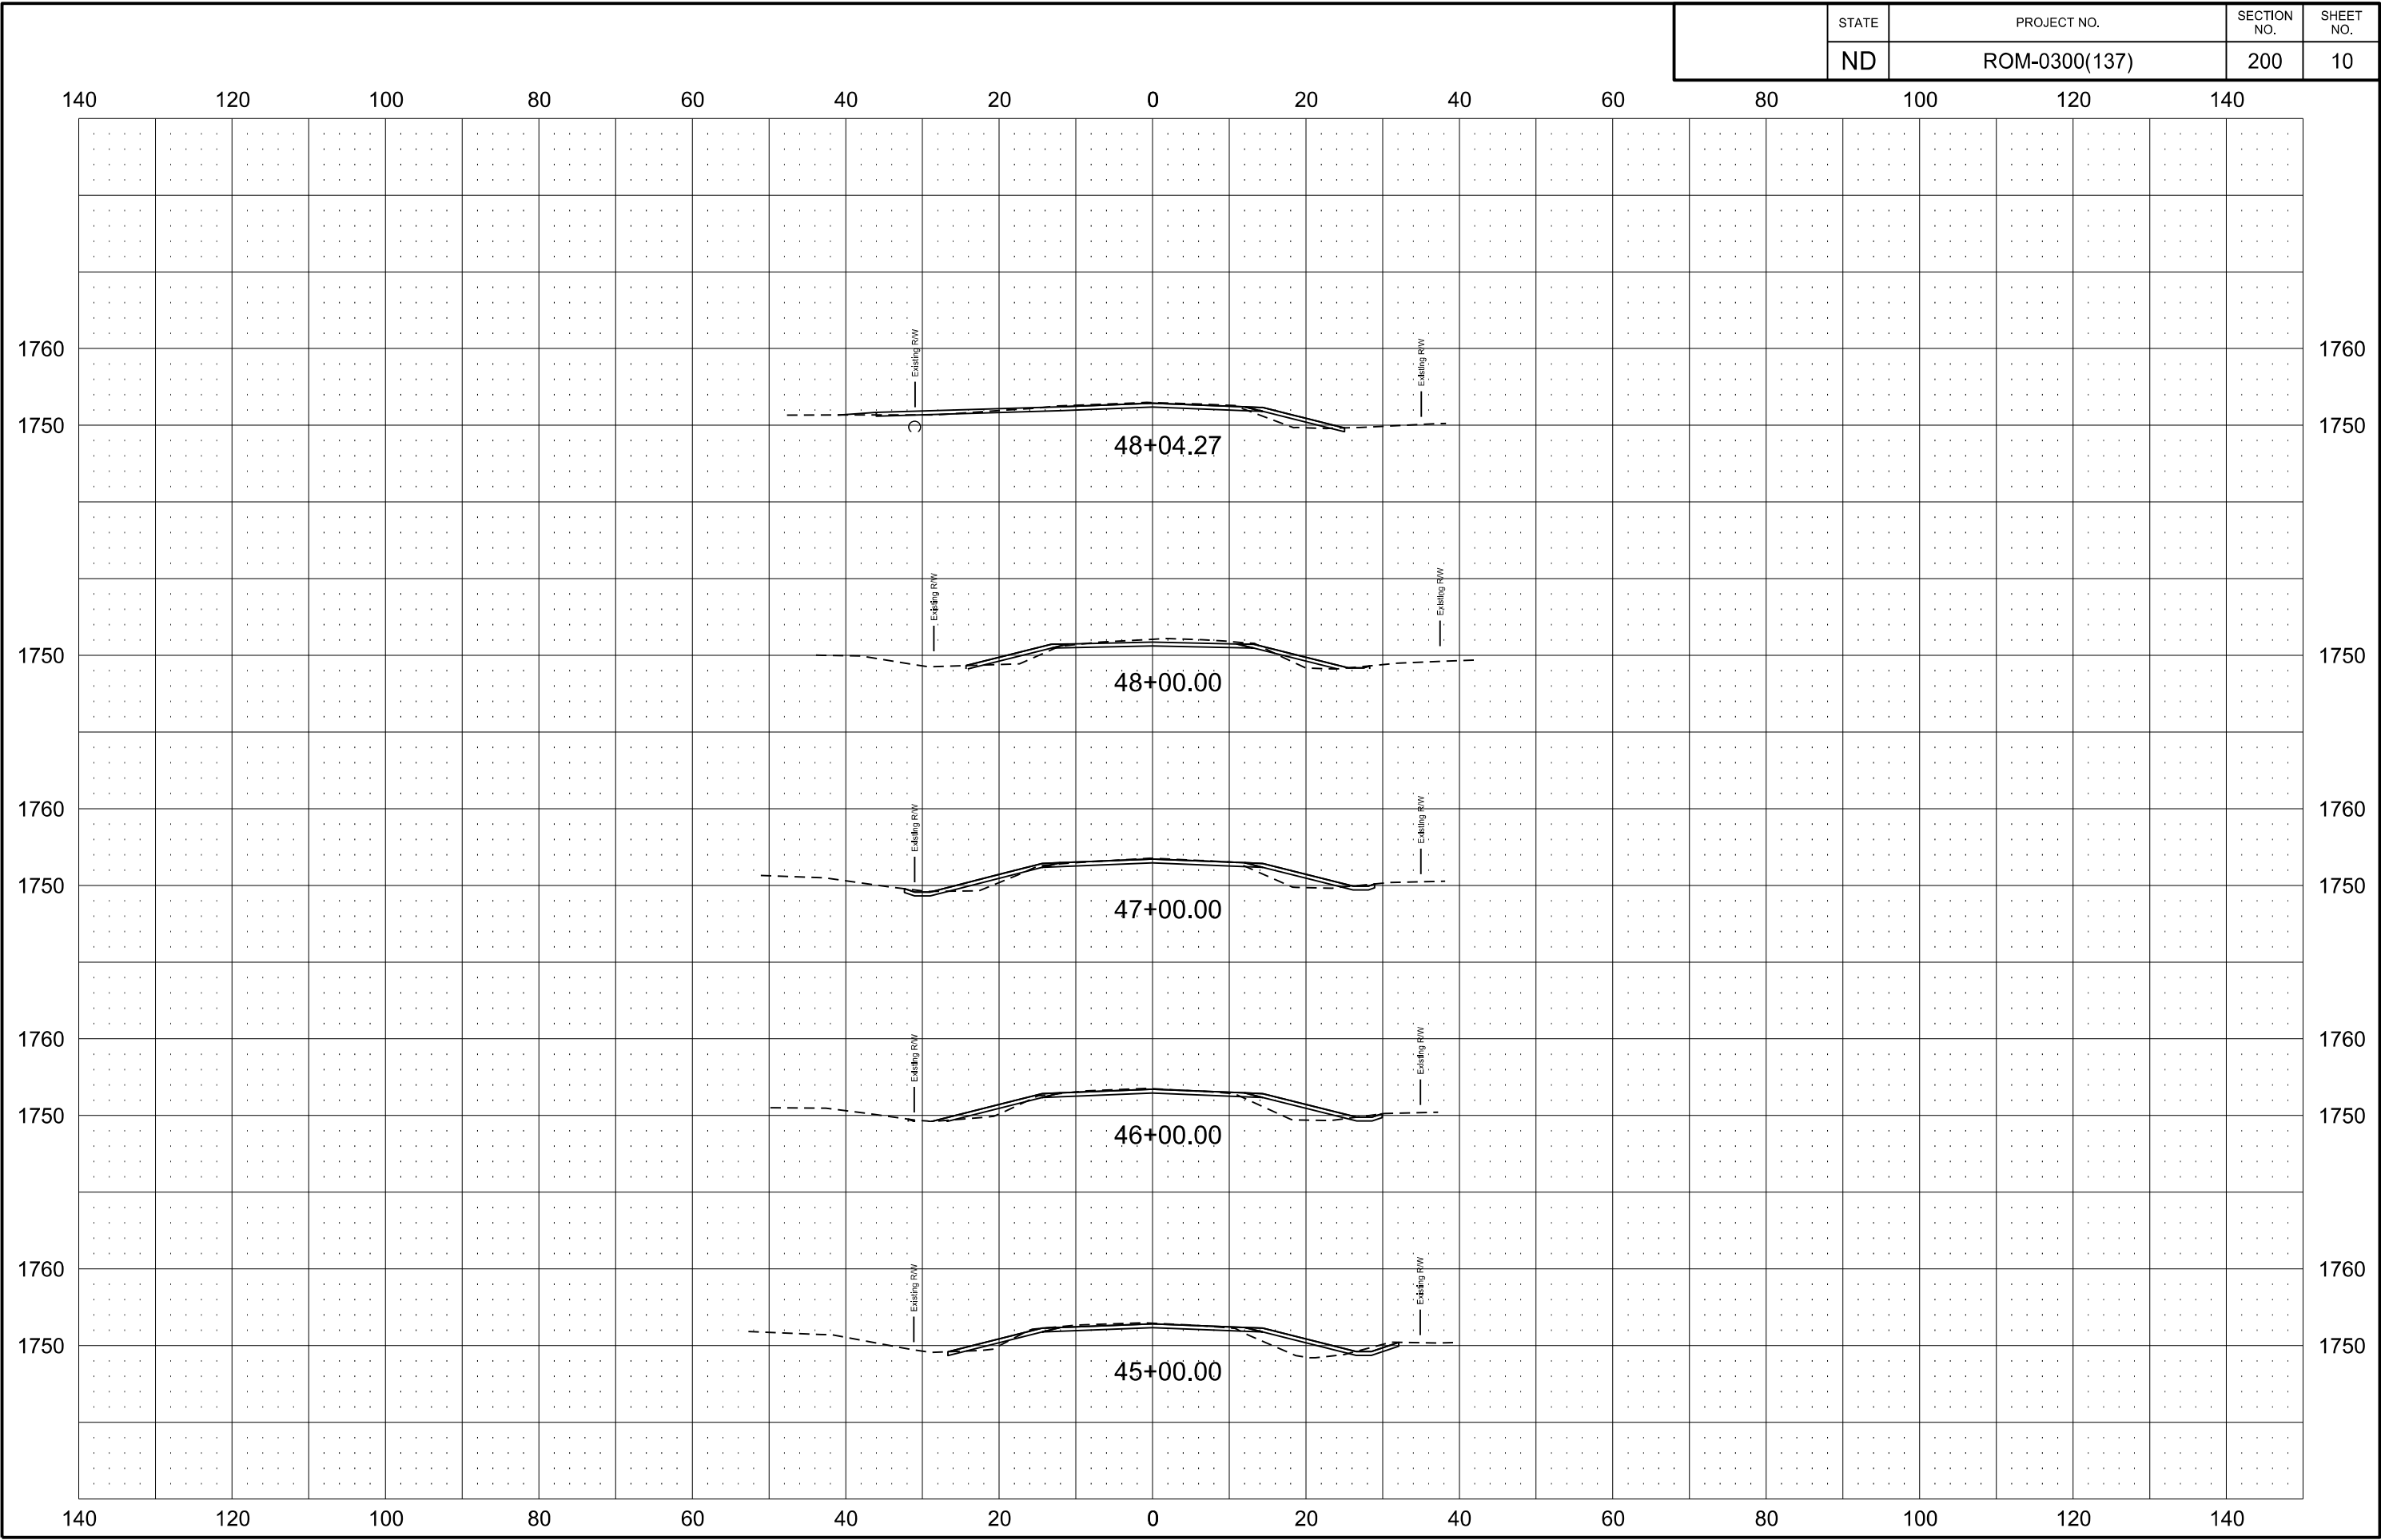 STATE PROJECT NO. SECTION NO. SHEET NO.
ND ROM-0300(137) 200 10
140 120 100 80 60 40 20 0 20 40 60 80 100 120 140
Existing R/W Existing R/W
1760 1760
1750 1750
C
48+04.27
Existing R/W Existing R/W
1750 1750
48+00.00
Existing R/W Existing R/W
1760 1760
1750 1750
47+00.00
Existing R/W Existing R/W
1760 1760
1750 1750
46+00.00
Existing R/W Existing R/W
1760 1760
1750 1750
45+00.00
140 120 100 80 60 40 20 0 20 40 60 80 100 120 140